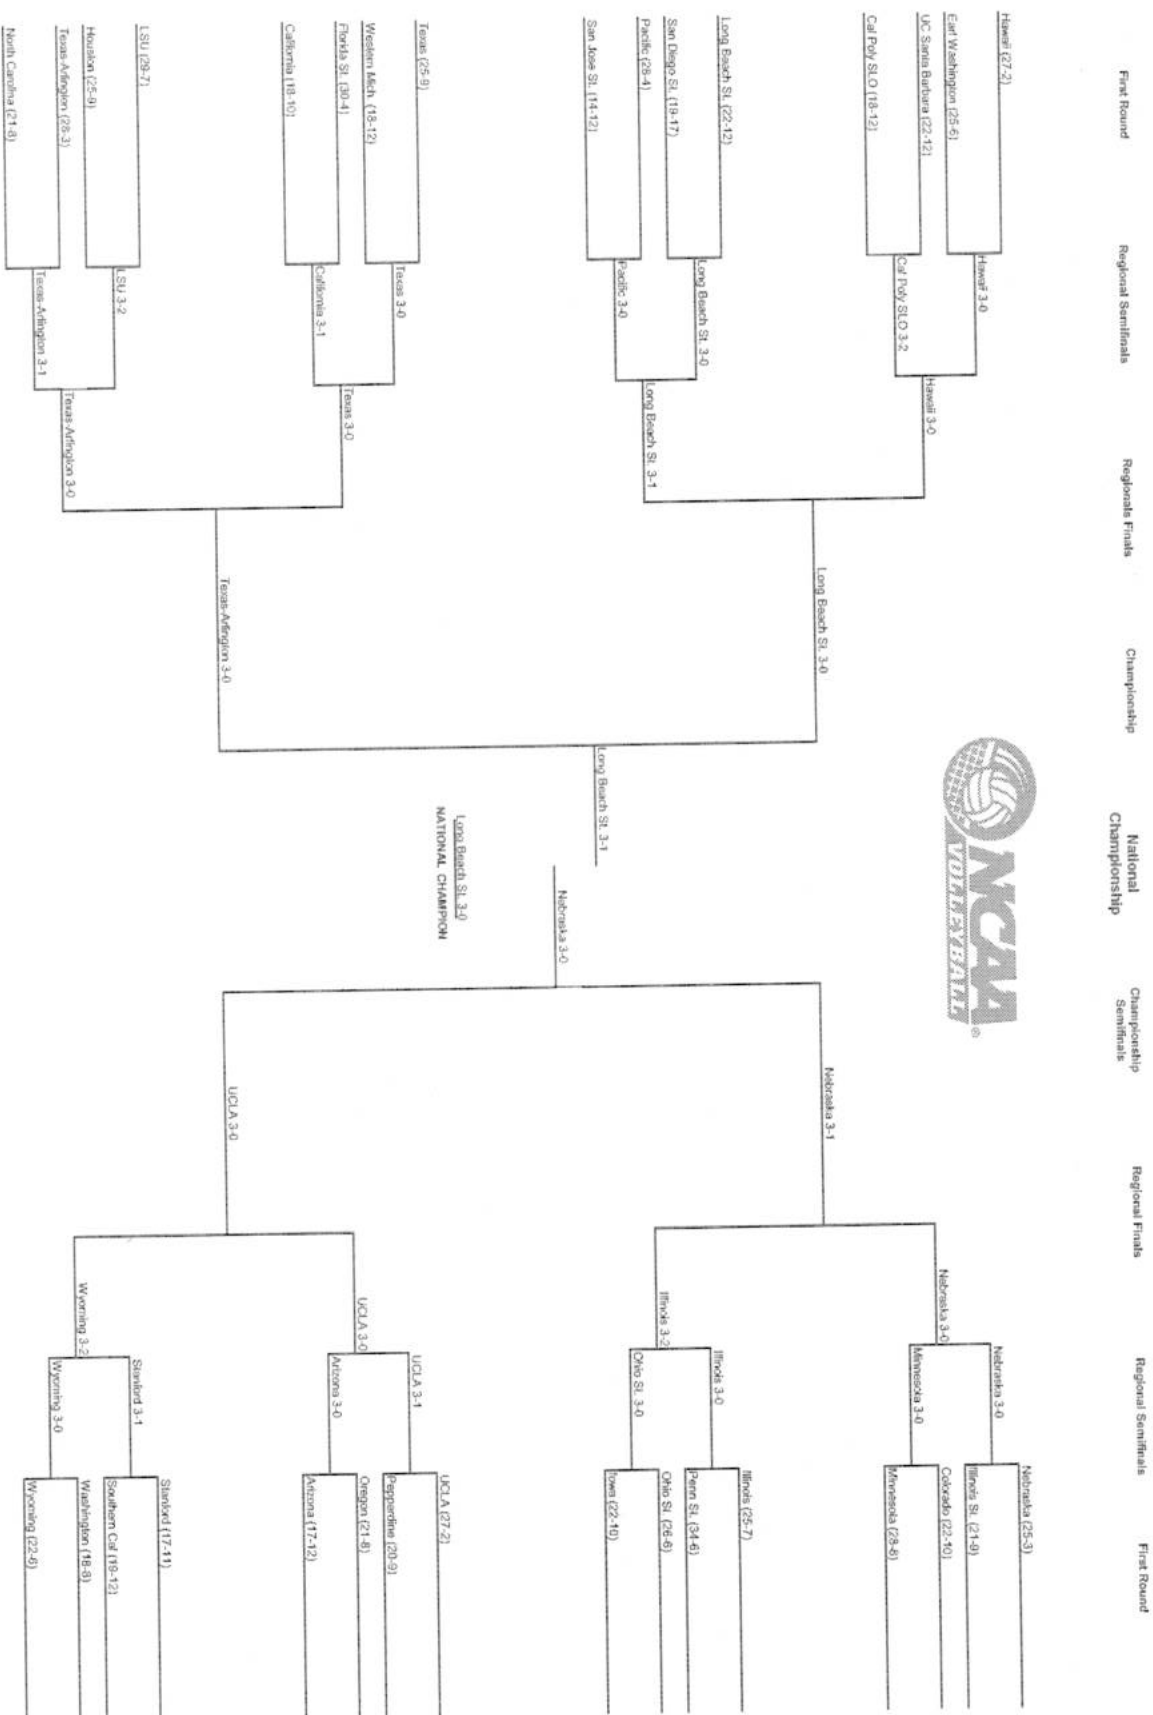 First Round
Regional Semifinals
Regionals Finals
Championship
National
Championship
Championship
Semifinals
Regional Finals
Regional Semifinals
First Round
NCAA
VOLLEYBALL
®
Hawaii (27-2)
East Washington (25-6)
UC Santa Barbara (22-12)
Cal Poly SLO (18-12)
Long Beach St. (22-12)
San Diego St. (19-17)
Pacific (28-4)
San Jose St. (14-12)
Texas (25-9)
Western Mich. (18-12)
Florida St. (30-4)
California (18-10)
LSU (29-7)
Houston (25-9)
Texas-Arlington (28-3)
North Carolina (21-8)
Hawaii 3-0
Cal Poly SLO 3-2
Long Beach St. 3-0
Pacific 3-0
Texas 3-0
California 3-1
LSU 3-2
Texas-Arlington 3-1
Hawaii 3-0
Long Beach St. 3-1
Texas 3-0
Texas-Arlington 3-0
Long Beach St. 3-0
Texas-Arlington 3-0
Long Beach St. 3-1
Long Beach St. 3-0
NATIONAL CHAMPION
Nebraska 3-0
Nebraska 3-1
UCLA 3-0
Nebraska 3-0
Illinois 3-2
UCLA 3-0
Wyoming 3-2
Nebraska 3-0
Minnesota 3-0
Illinois 3-0
Ohio St. 3-0
UCLA 3-1
Arizona 3-0
Stanford 3-1
Wyoming 3-0
Nebraska (25-3)
Illinois St. (21-9)
Colorado (22-10)
Minnesota (28-8)
Illinois (25-7)
Penn St. (34-6)
Ohio St. (26-6)
Iowa (22-10)
UCLA (27-2)
Pepperdine (20-9)
Oregon (21-8)
Arizona (17-12)
Stanford (17-11)
Southern Cal (19-12)
Washington (18-8)
Wyoming (22-6)